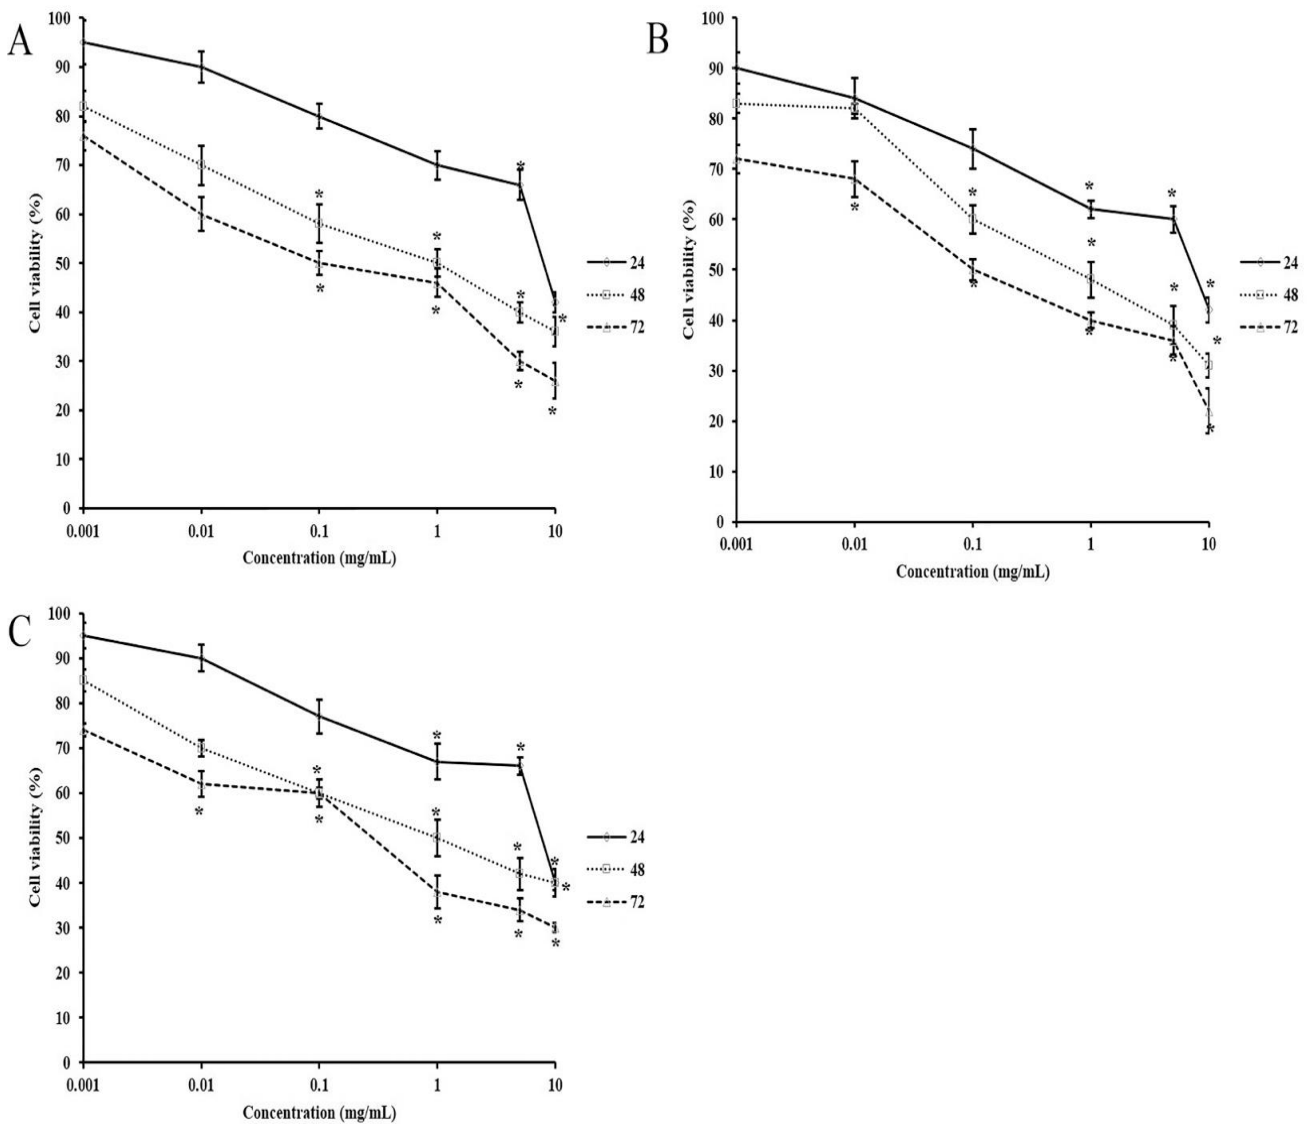 A
100
90
80
70
60
50
40
30
20
10
0
Cell viability (%)
0.001 0.01 0.1 1 10
Concentration (mg/mL)
* * * * * * * * * *
24
48
72
B
100
90
80
70
60
50
40
30
20
10
0
Cell viability (%)
0.001 0.01 0.1 1 10
Concentration (mg/mL)
* * * * * * * * * * * *
24
48
72
C
100
90
80
70
60
50
40
30
20
10
0
Cell viability (%)
0.001 0.01 0.1 1 10
Concentration (mg/mL)
* * * * * * * * * * * *
24
48
72